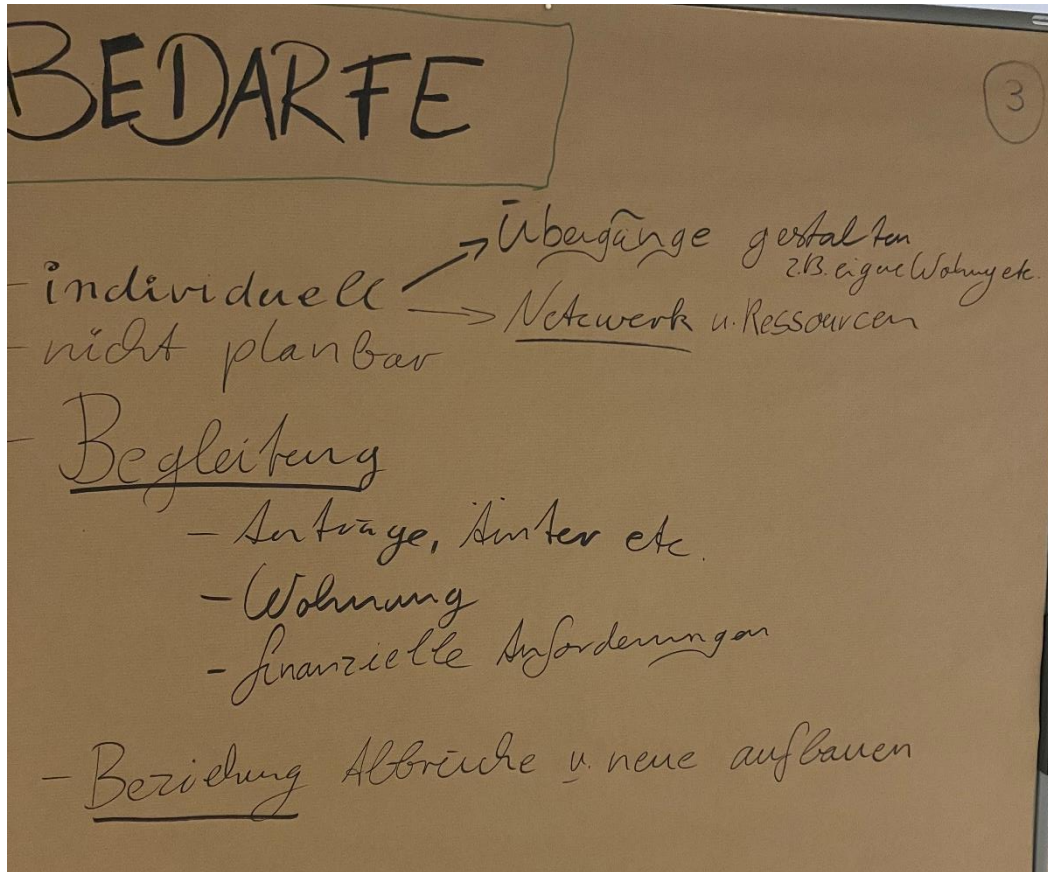 BEDARFE
3
- individuell → Übergänge gestalten
z.B. eigene Wohnung etc.
→ Netzwerk u. Ressourcen
- nicht planbar
- Begleitung
- Anträge, Ämter etc.
- Wohnung
- finanzielle Anforderungen
- Beziehung Abbrüche u. neue aufbauen